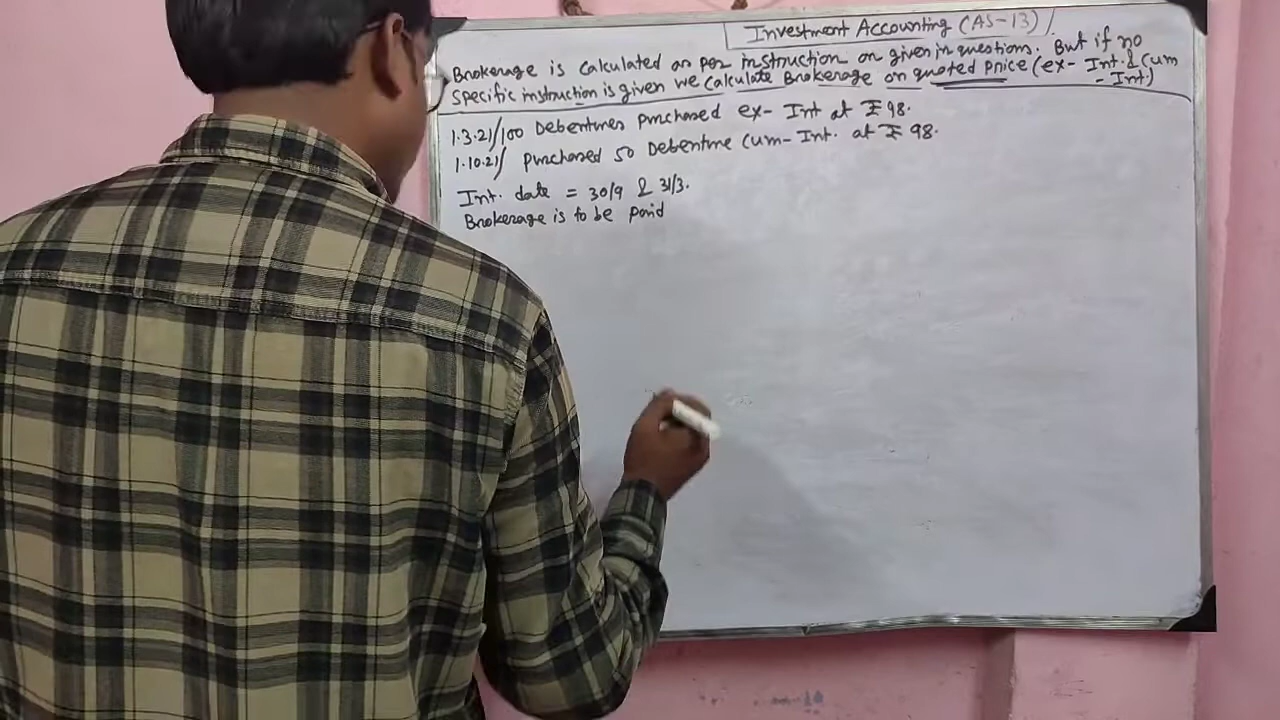 Investment Accounting (AS-13)
Brokerage is calculated as per instruction on given in questions. But if no
specific instruction is given we calculate Brokerage on quoted price (ex- Int. & Cum
- Int)
1.3.21/100 Debentures purchased ex- Int at ₹ 98.
1.10.21/ purchased 50 Debenture Cum- Int. at ₹ 98.
Int. date = 30/9 & 31/3.
Brokerage is to be paid